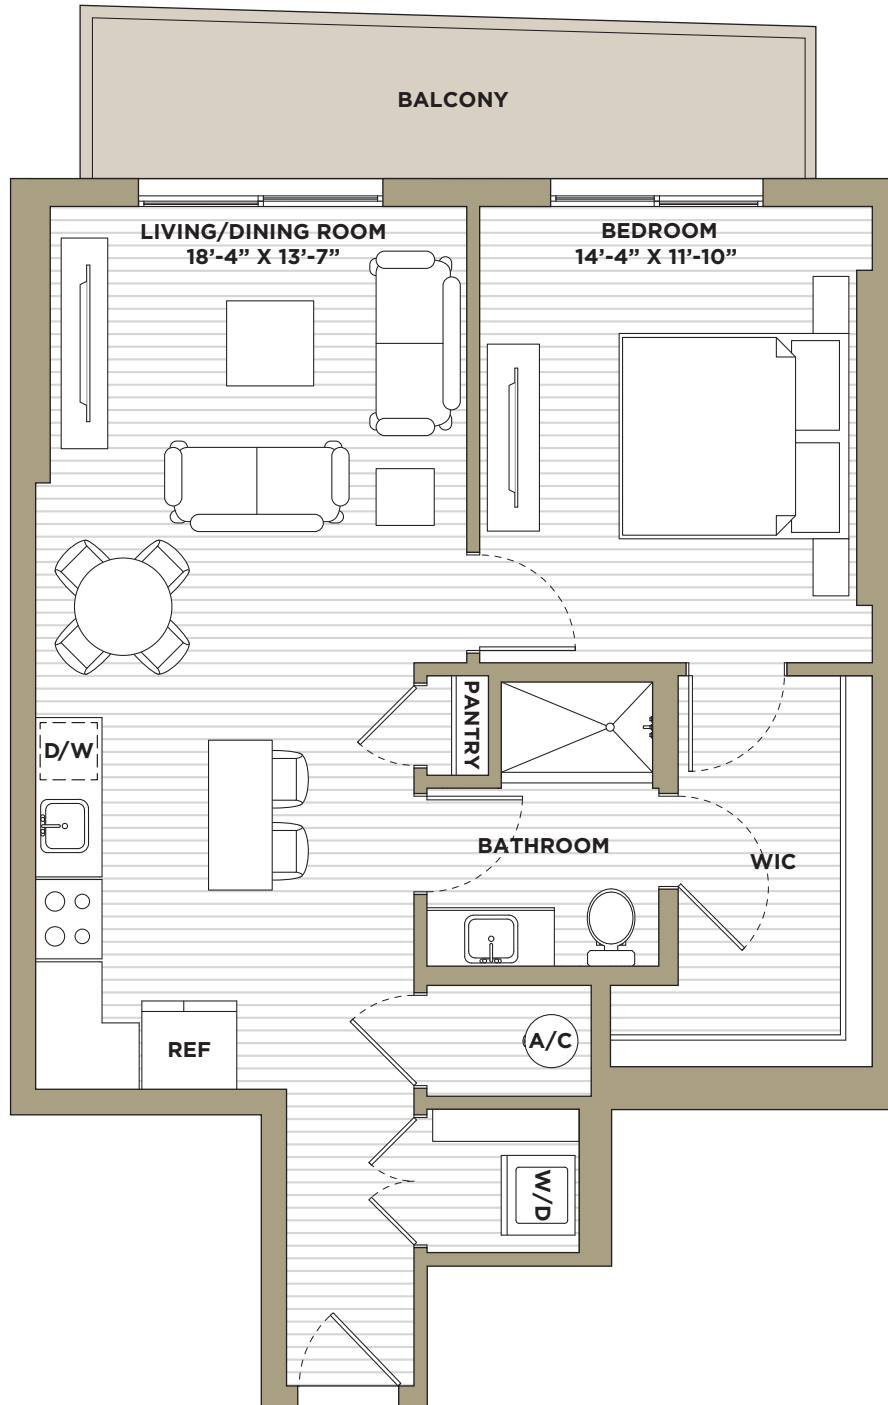 BALCONY
LIVING/DINING ROOM
18’-4” X 13’-7”
BEDROOM
14’-4” X 11’-10”
PANTRY
D/W
BATHROOM
WIC
REF
A/C
W/D